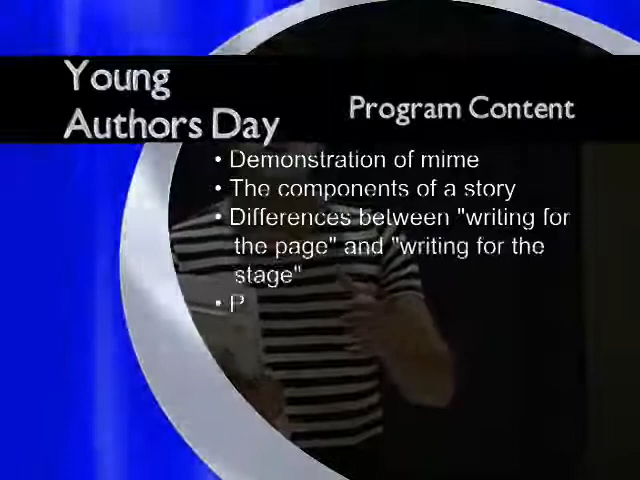 Young
Authors Day
Program Content
• Demonstration of mime
• The components of a story
• Differences between "writing for
the page" and "writing for the
stage"
• P